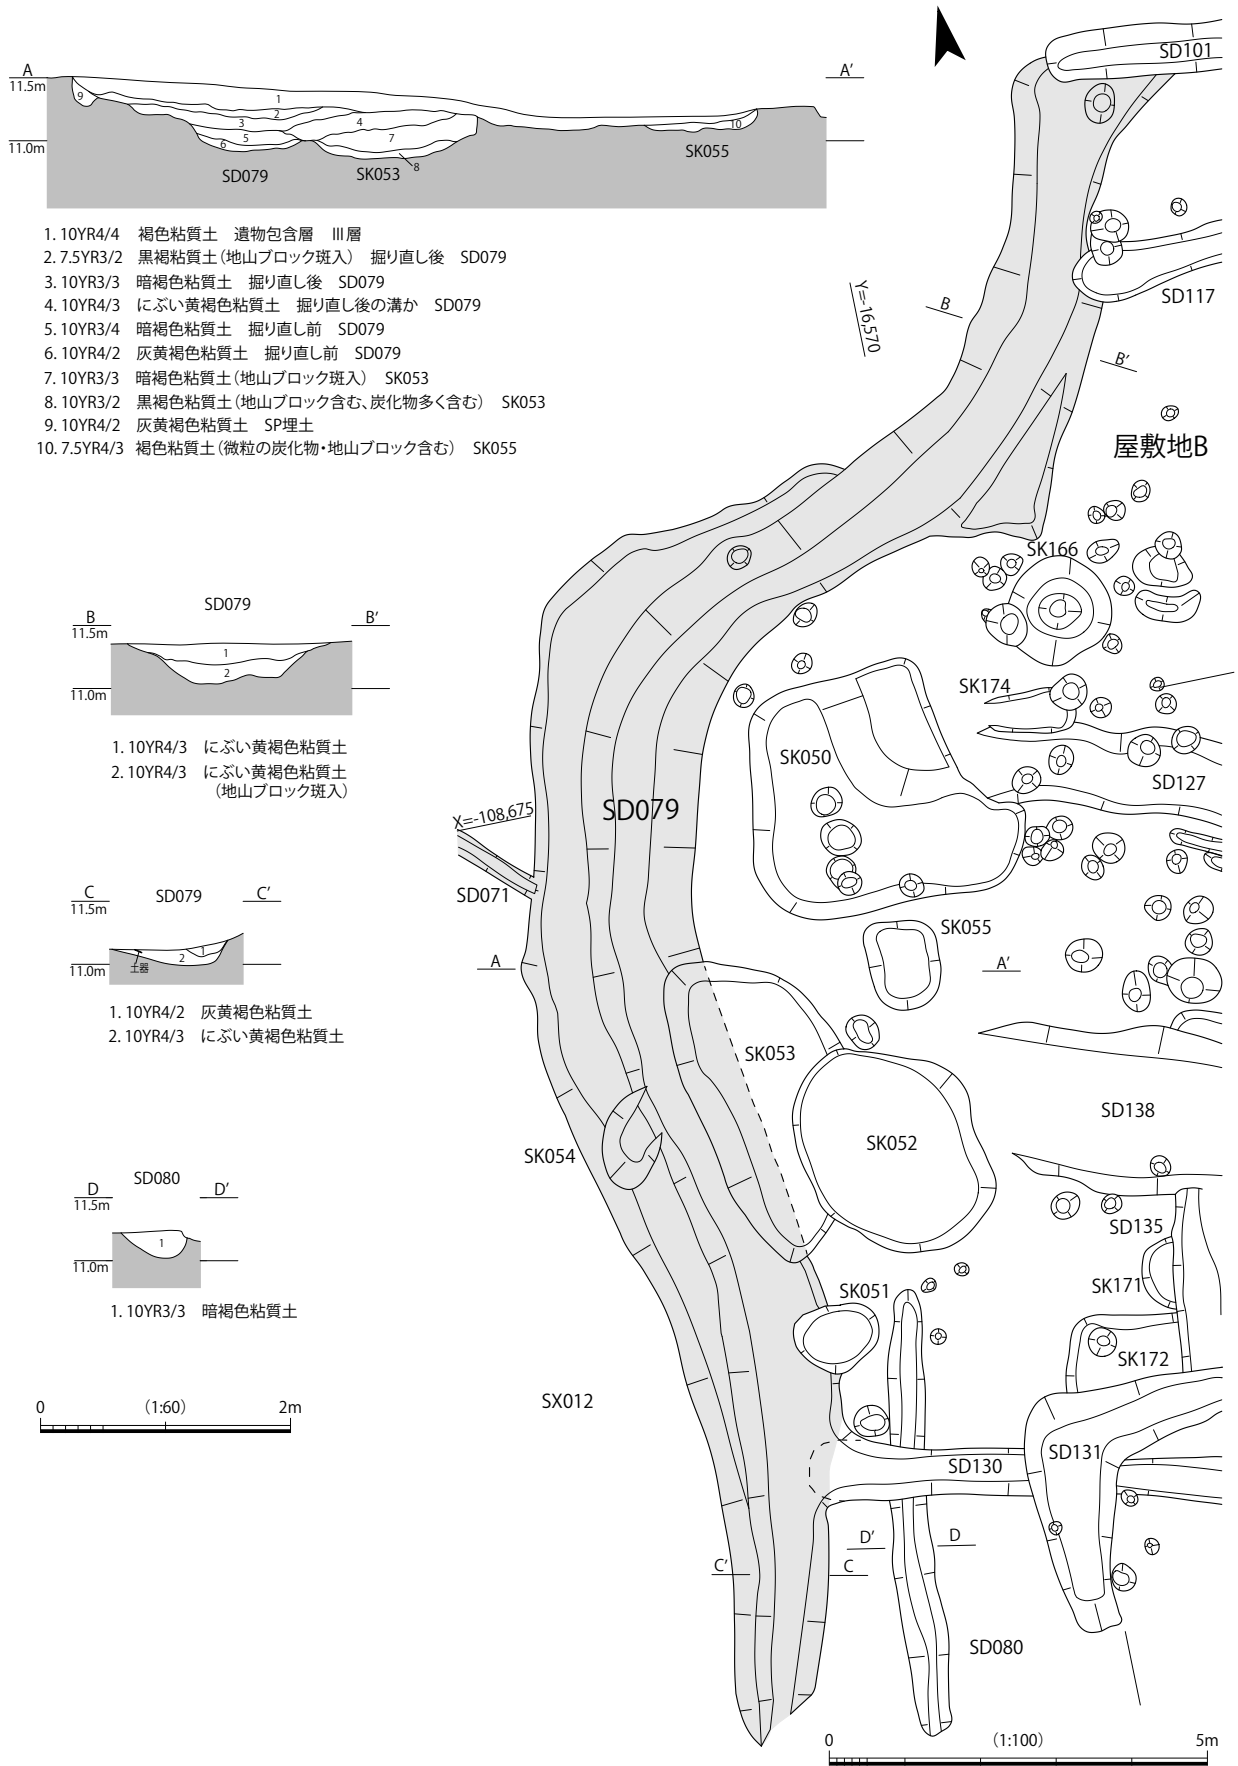 A
11.5m
A′
11.0m
9
1
2
3
4
5
6
7
8
10
SD079
SK053
SK055
1. 10YR4/4　褐色粘質土　遺物包含層　Ⅲ層
2. 7.5YR3/2　黒褐粘質土（地山ブロック斑入）　掘り直し後　SD079
3. 10YR3/3　暗褐色粘質土　掘り直し後　SD079
4. 10YR4/3　にぶい黄褐色粘質土　掘り直し後の溝か　SD079
5. 10YR3/4　暗褐色粘質土　掘り直し前　SD079
6. 10YR4/2　灰黄褐色粘質土　掘り直し前　SD079
7. 10YR3/3　暗褐色粘質土（地山ブロック斑入）　SK053
8. 10YR3/2　黒褐色粘質土（地山ブロック含む、炭化物多く含む）　SK053
9. 10YR4/2　灰黄褐色粘質土　SP埋土
10. 7.5YR4/3　褐色粘質土（微粒の炭化物・地山ブロック含む）　SK055
SD079
B
11.5m
B′
11.0m
1
2
1. 10YR4/3　にぶい黄褐色粘質土
2. 10YR4/3　にぶい黄褐色粘質土
（地山ブロック斑入）
C
11.5m
SD079
C′
11.0m
土器
1
2
1. 10YR4/2　灰黄褐色粘質土
2. 10YR4/3　にぶい黄褐色粘質土
SD080
D
11.5m
D′
11.0m
1
1. 10YR3/3　暗褐色粘質土
0
（1:60）
2m
SD101
SD117
Y=-16,570
B
B′
屋敷地B
SK166
SK174
SK050
SD127
SD079
X=-108,675
SD071
SK055
A
A′
SK053
SD138
SK052
SK054
SD135
SK171
SK051
SK172
SX012
SD131
SD130
D′
D
C′
C
SD080
0
（1:100）
5m